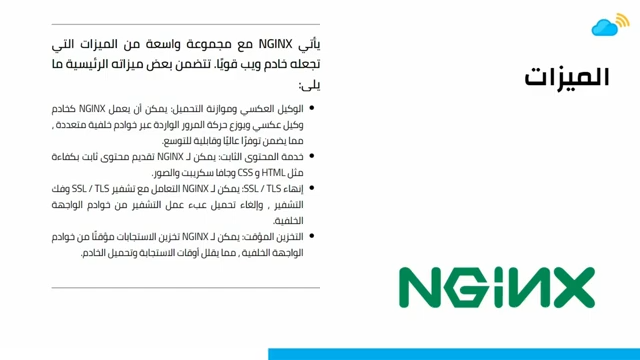 الميزات
يأتي NGINX مع مجموعة واسعة من الميزات التي
تجعله خادم ويب قويًا. تتضمن بعض ميزاته الرئيسية ما
يلي:
• الوكيل العكسي وموازنة التحميل: يمكن أن يعمل NGINX كخادم
وكيل عكسي ويوزع حركة المرور الواردة عبر خوادم خلفية متعددة ,
مما يضمن توفرًا عاليًا وقابلية للتوسع.
• خدمة المحتوى الثابت: يمكن لـ NGINX تقديم محتوى ثابت بكفاءة
مثل HTML و CSS وجافا سكريبت والصور.
• إنهاء SSL / TLS: يمكن لـ NGINX التعامل مع تشفير SSL / TLS وفك
التشفير , وإلغاء تحميل عبء عمل التشفير من خوادم الواجهة
الخلفية.
• التخزين المؤقت: يمكن لـ NGINX تخزين الاستجابات مؤقتًا من خوادم
الواجهة الخلفية , مما يقلل أوقات الاستجابة وتحميل الخادم.
NGiNX